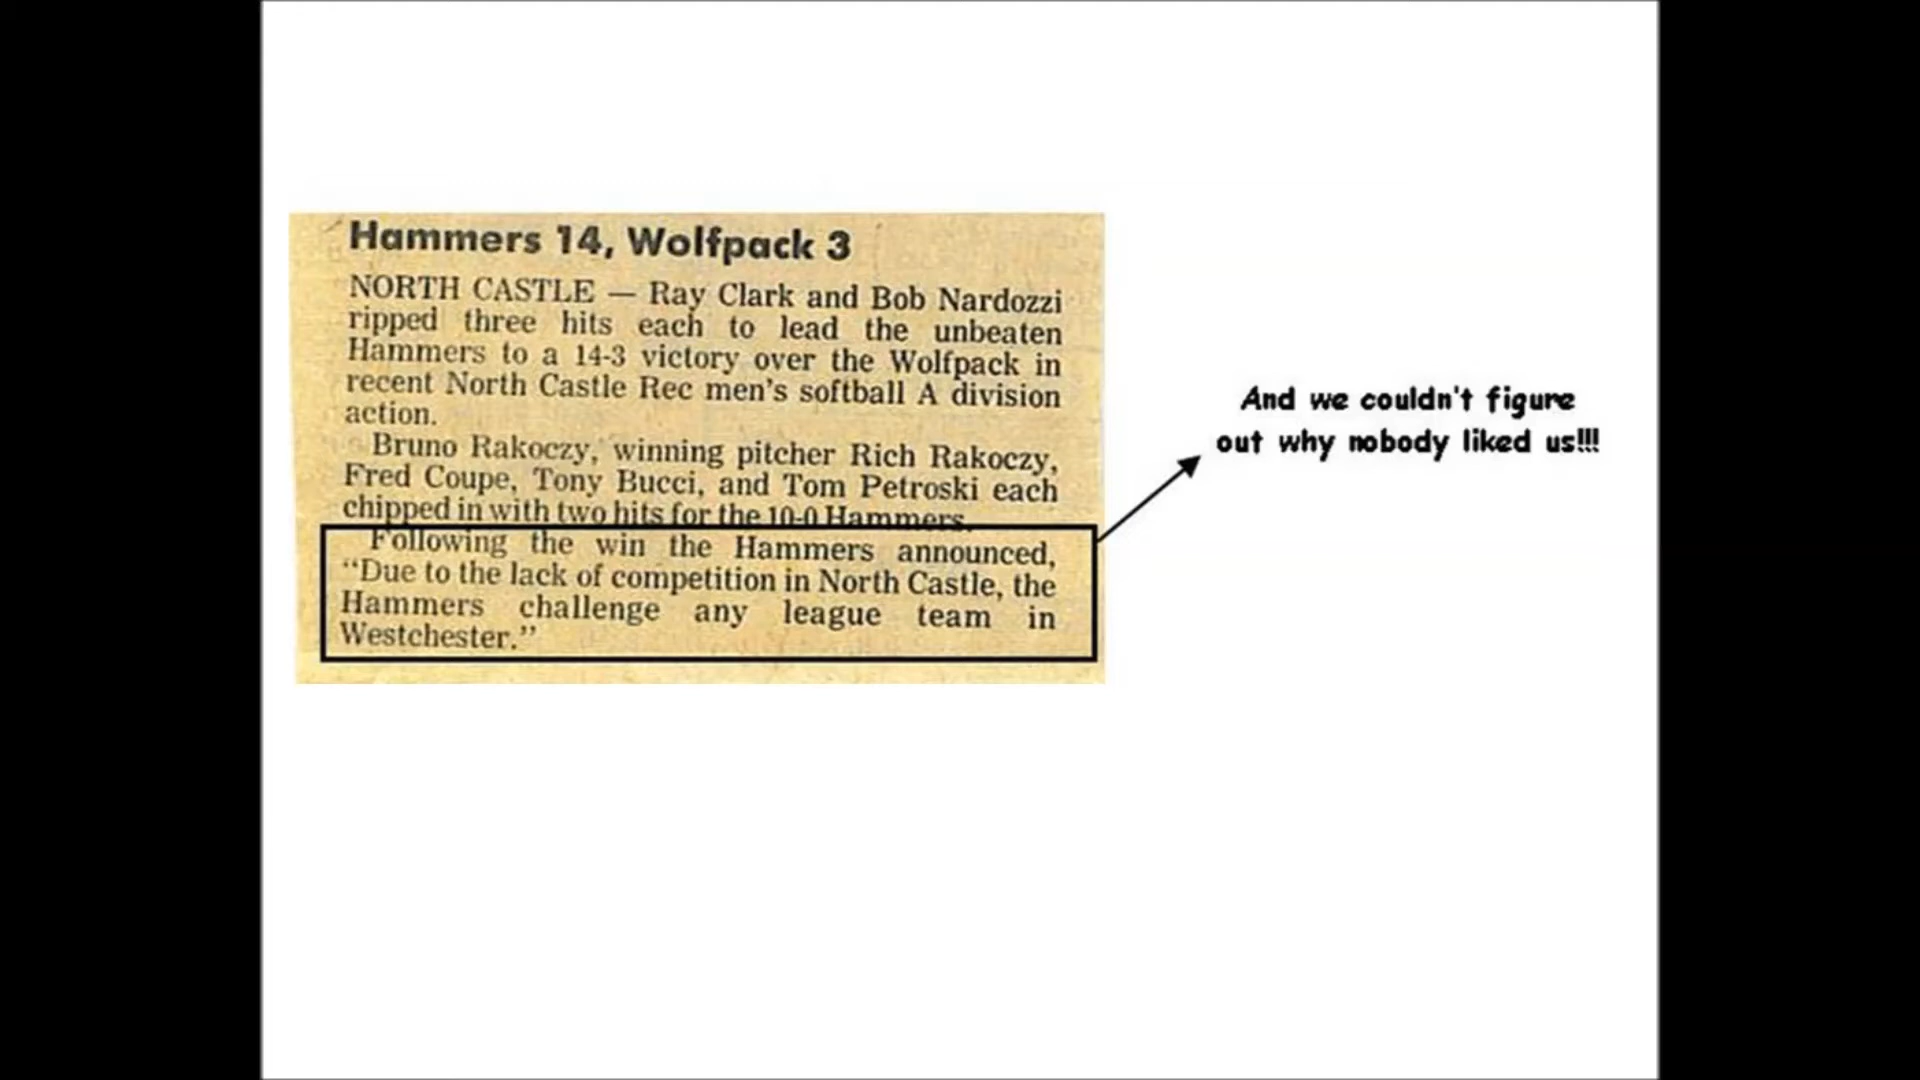 Hammers 14, Wolfpack 3
NORTH CASTLE — Ray Clark and Bob Nardozzi
ripped three hits each to lead the unbeaten
Hammers to a 14-3 victory over the Wolfpack in
recent North Castle Rec men's softball A division
action.
Bruno Rakoczy, winning pitcher Rich Rakoczy,
Fred Coupe, Tony Bucci, and Tom Petroski each
chipped in with two hits for the 10-0 Hammers.
Following the win the Hammers announced,
“Due to the lack of competition in North Castle, the
Hammers challenge any league team in
Westchester.”
And we couldn't figure
out why nobody liked us!!!